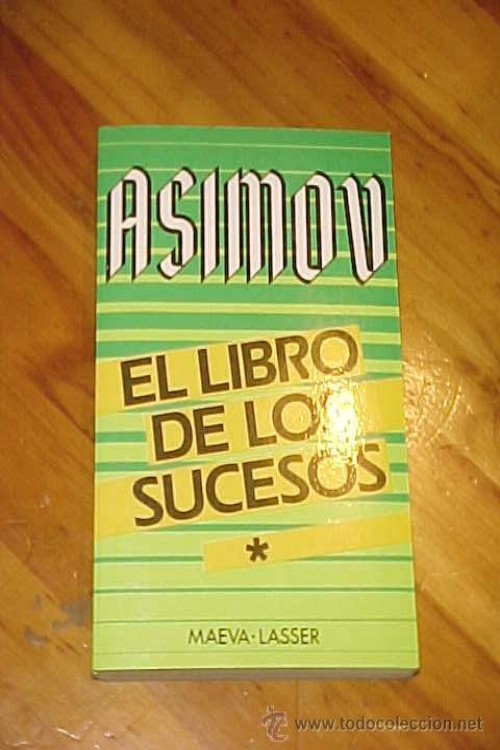 ASIMOV
EL LIBRO
DE LOS
SUCESOS
*
MAEVA-LASSER
www.todocoleccion.net